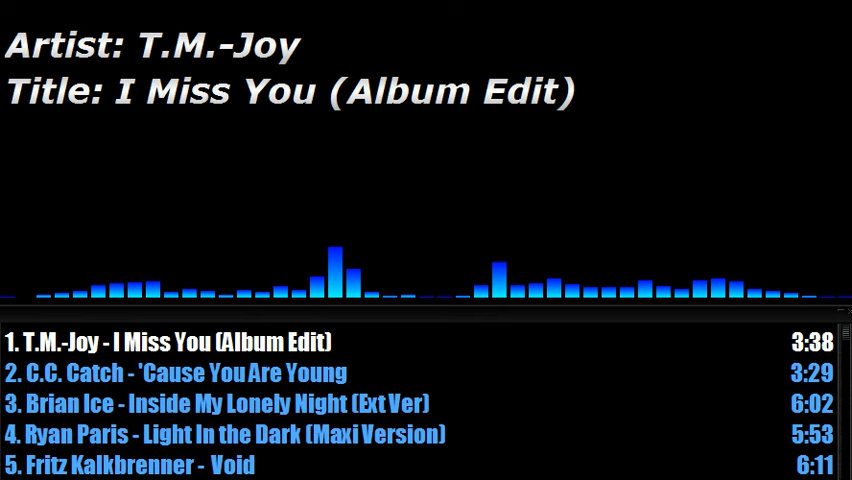 Artist: T.M.-Joy
Title: I Miss You (Album Edit)
1. T.M.-Joy - I Miss You (Album Edit) 3:38
2. C.C. Catch - 'Cause You Are Young 3:29
3. Brian Ice - Inside My Lonely Night (Ext Ver) 6:02
4. Ryan Paris - Light In the Dark (Maxi Version) 5:53
5. Fritz Kalkbrenner - Void 6:11